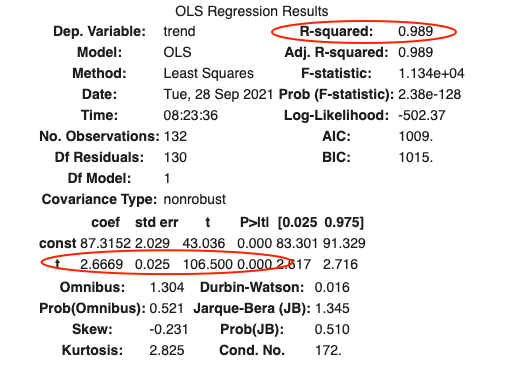 OLS Regression Results
Dep. Variable: trend R-squared: 0.989
Model: OLS Adj. R-squared: 0.989
Method: Least Squares F-statistic: 1.134e+04
Date: Tue, 28 Sep 2021 Prob (F-statistic): 2.38e-128
Time: 08:23:36 Log-Likelihood: -502.37
No. Observations: 132 AIC: 1009.
Df Residuals: 130 BIC: 1015.
Df Model: 1
Covariance Type: nonrobust
coef std err t P>|t| [0.025 0.975]
const 87.3152 2.029 43.036 0.000 83.301 91.329
t 2.6669 0.025 106.500 0.000 2.617 2.716
Omnibus: 1.304 Durbin-Watson: 0.016
Prob(Omnibus): 0.521 Jarque-Bera (JB): 1.345
Skew: -0.231 Prob(JB): 0.510
Kurtosis: 2.825 Cond. No. 172.